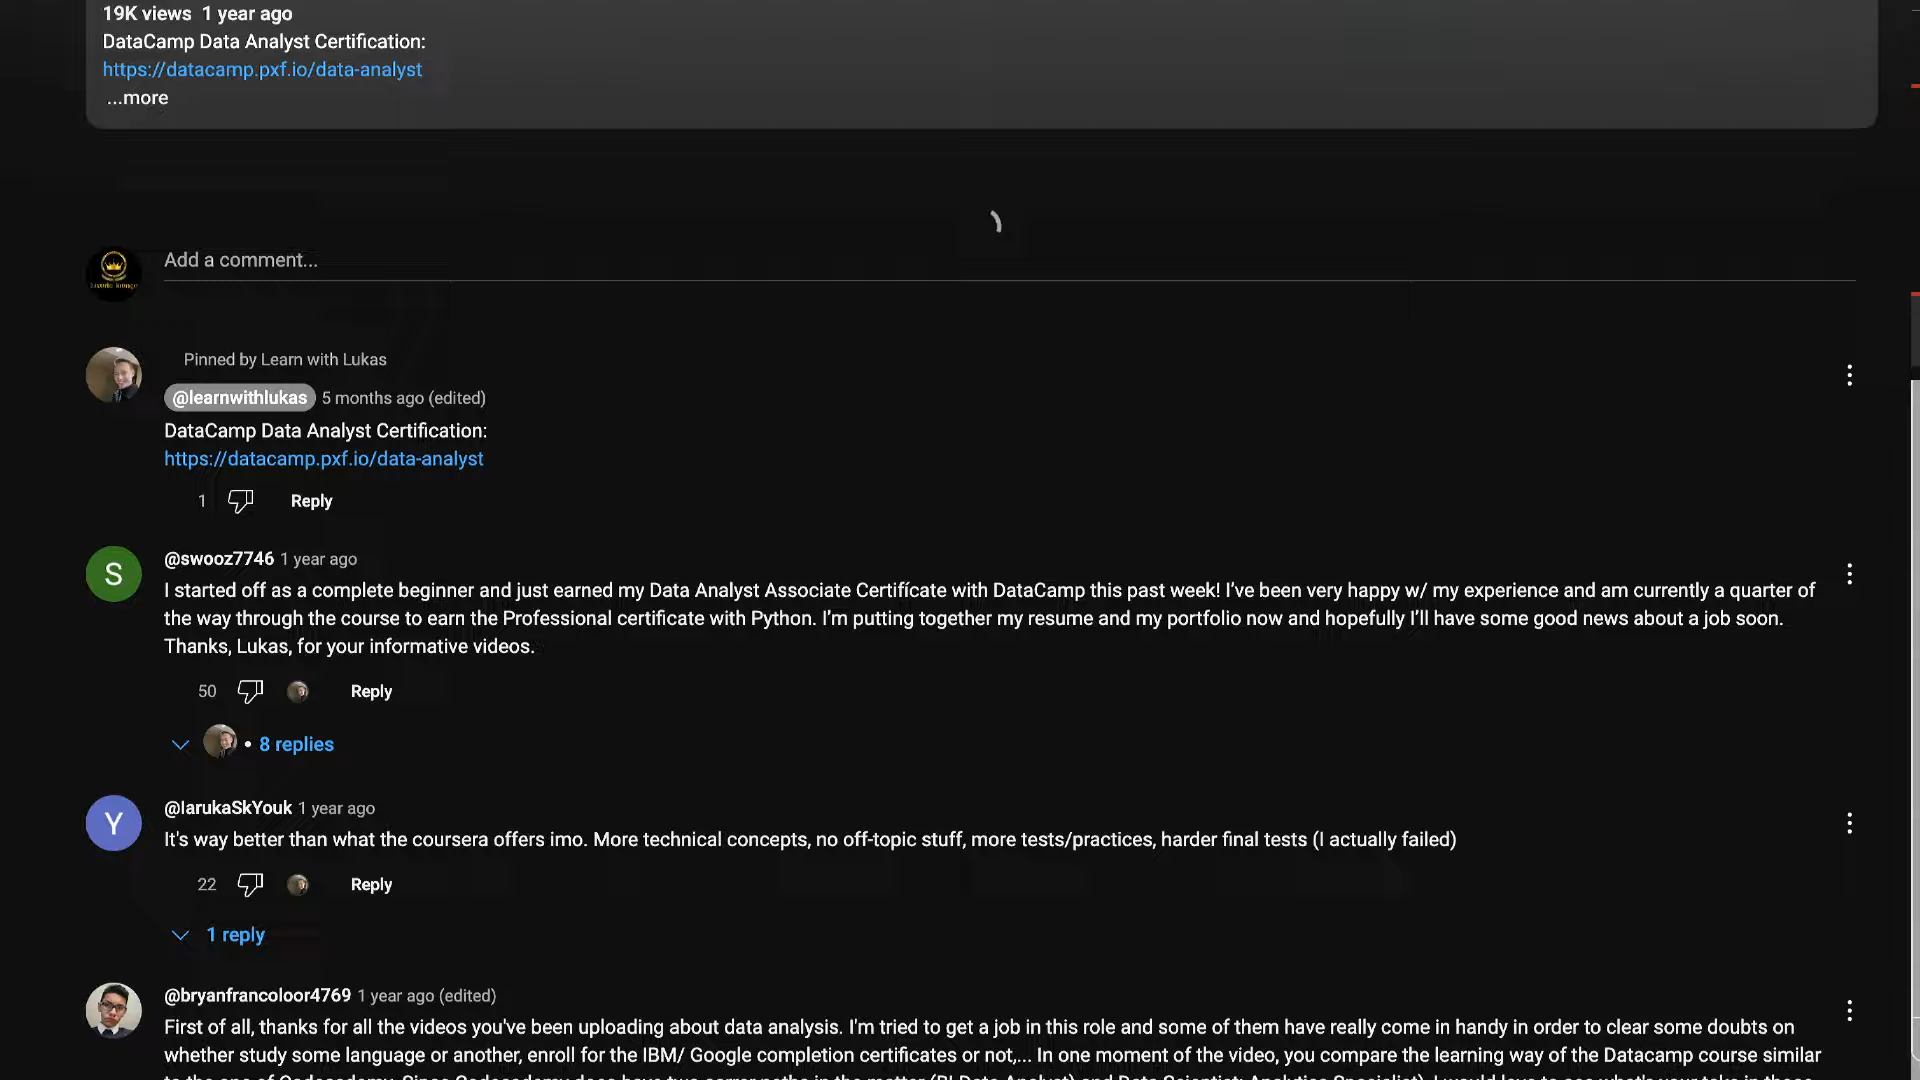 19K views 1 year ago
DataCamp Data Analyst Certification:
https://datacamp.pxf.io/data-analyst
...more
Add a comment...
Pinned by Learn with Lukas
@learnwithlukas 5 months ago (edited)
DataCamp Data Analyst Certification:
https://datacamp.pxf.io/data-analyst
1 Reply
S
@swooz7746 1 year ago
I started off as a complete beginner and just earned my Data Analyst Associate Certifícate with DataCamp this past week! I’ve been very happy w/ my experience and am currently a quarter of
the way through the course to earn the Professional certificate with Python. I’m putting together my resume and my portfolio now and hopefully I’ll have some good news about a job soon.
Thanks, Lukas, for your informative videos.
50 Reply
• 8 replies
Y
@IarukaSkYouk 1 year ago
It's way better than what the coursera offers imo. More technical concepts, no off-topic stuff, more tests/practices, harder final tests (I actually failed)
22 Reply
1 reply
@bryanfrancoloor4769 1 year ago (edited)
First of all, thanks for all the videos you've been uploading about data analysis. I'm tried to get a job in this role and some of them have really come in handy in order to clear some doubts on
whether study some language or another, enroll for the IBM/ Google completion certificates or not,... In one moment of the video, you compare the learning way of the Datacamp course similar